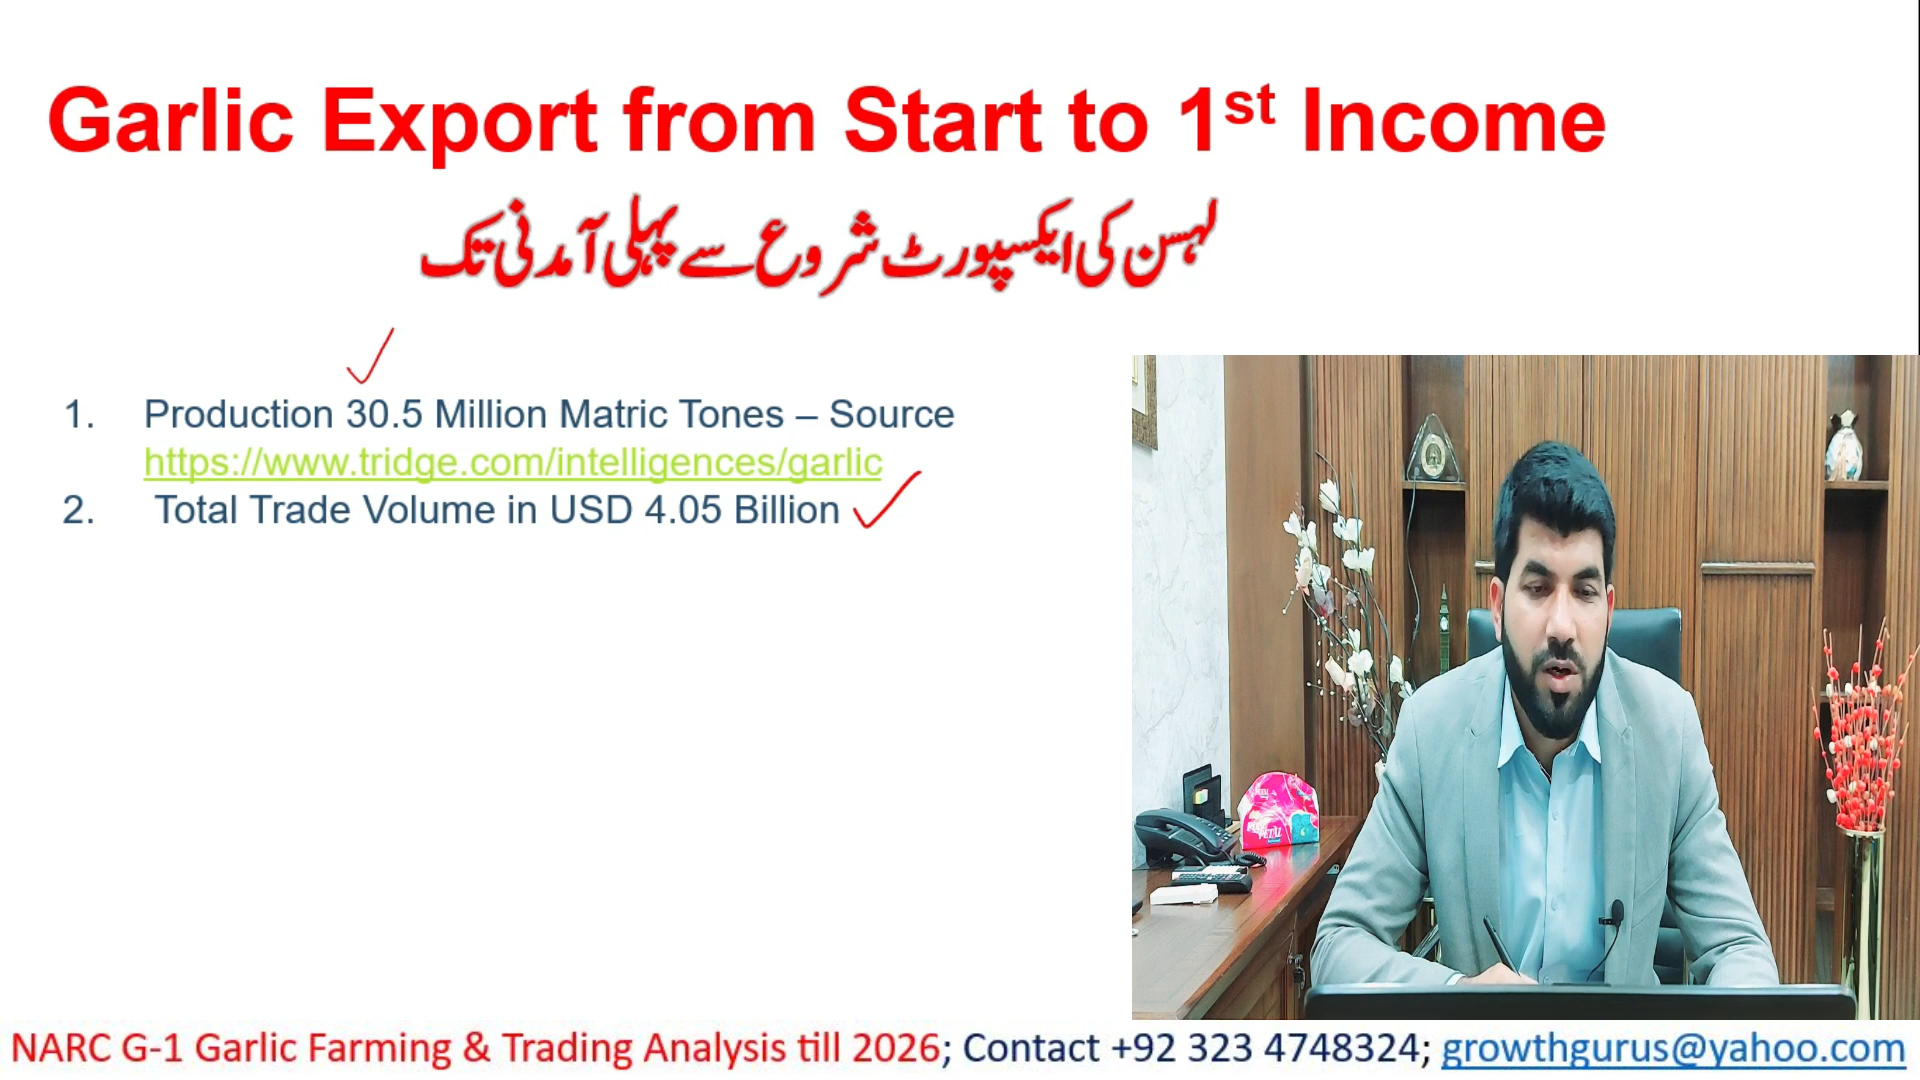 Garlic Export from Start to 1st Income
لہسن کی ایکسپورٹ شروع سے پہلی آمدنی تک
1. Production 30.5 Million Matric Tones – Source
https://www.tridge.com/intelligences/garlic
2. Total Trade Volume in USD 4.05 Billion
NARC G-1 Garlic Farming & Trading Analysis till 2026; Contact +92 323 4748324; growthgurus@yahoo.com